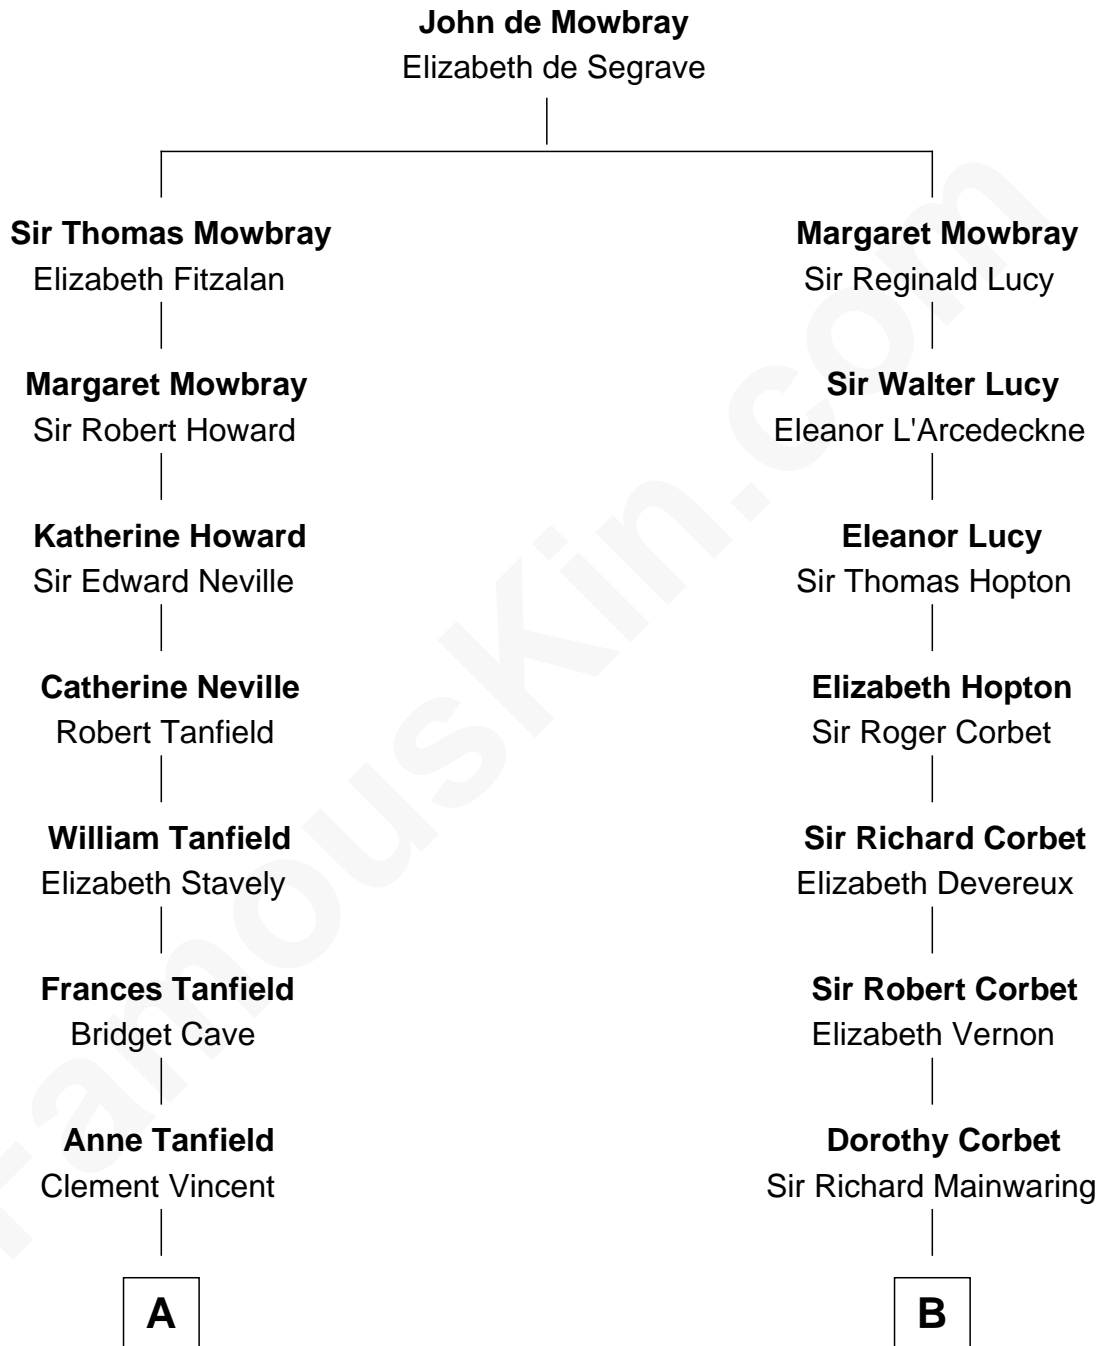 John de Mowbray
Elizabeth de Segrave
Sir Thomas Mowbray
Elizabeth Fitzalan
Margaret Mowbray
Sir Reginald Lucy
Margaret Mowbray
Sir Robert Howard
Sir Walter Lucy
Eleanor L'Arcedeckne
Katherine Howard
Sir Edward Neville
Eleanor Lucy
Sir Thomas Hopton
Catherine Neville
Robert Tanfield
Elizabeth Hopton
Sir Roger Corbet
William Tanfield
Elizabeth Stavely
Sir Richard Corbet
Elizabeth Devereux
Frances Tanfield
Bridget Cave
Sir Robert Corbet
Elizabeth Vernon
Anne Tanfield
Clement Vincent
Dorothy Corbet
Sir Richard Mainwaring
A
B
FamousKin.com